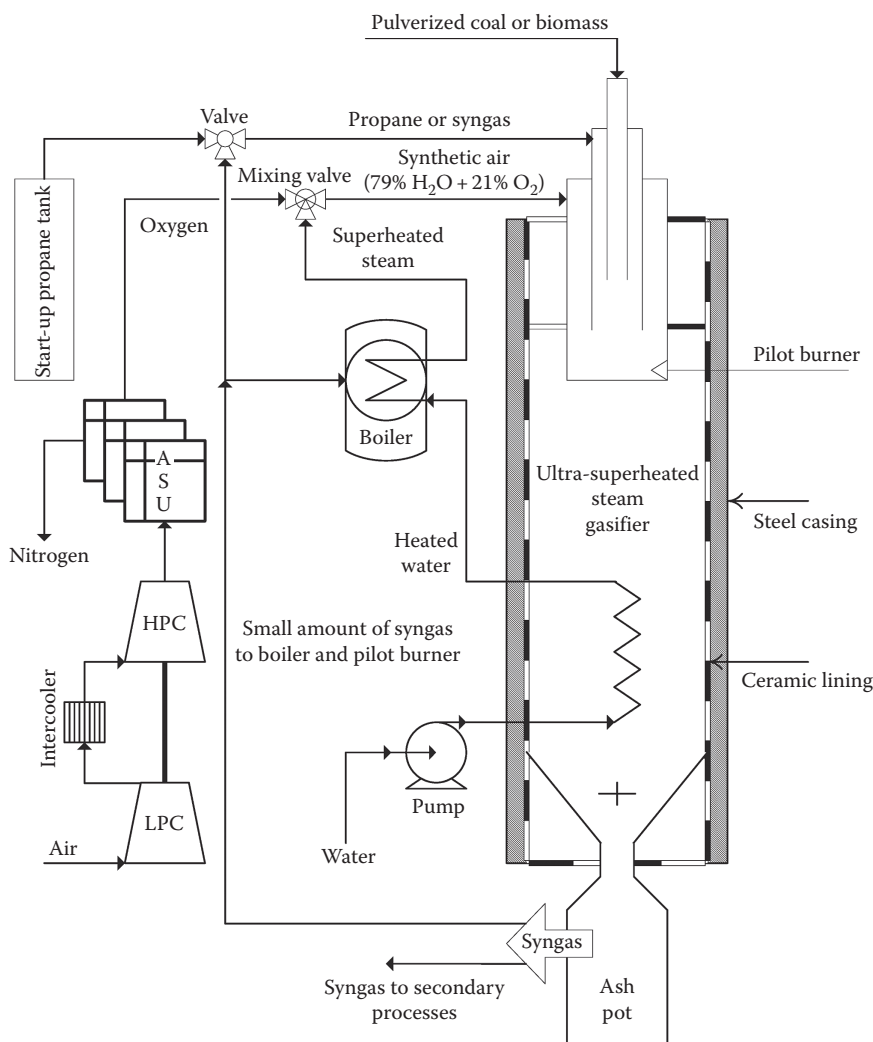 Pulverized coal or biomass
Valve
Propane or syngas
Synthetic air
Mixing valve
(79% H₂O + 21% O₂)
Oxygen
Superheated
steam
Start-up propane tank
Pilot burner
Boiler
A
S
U
Ultra-superheated
steam
gasifier
Steel casing
Nitrogen
Heated
water
HPC
Small amount of syngas
to boiler and pilot burner
Ceramic lining
Intercooler
Pump
LPC
Air
Water
Syngas
Syngas to secondary
processes
Ash
pot